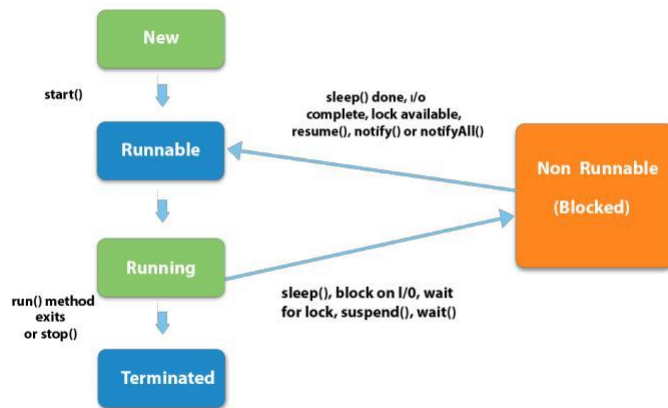 New
start()
sleep() done, i/o
complete, lock available,
resume(), notify() or notifyAll()
Runnable
Non Runnable
(Blocked)
Running
run() method
exits
or stop()
sleep(), block on l/0, wait
for lock, suspend(), wait()
Terminated